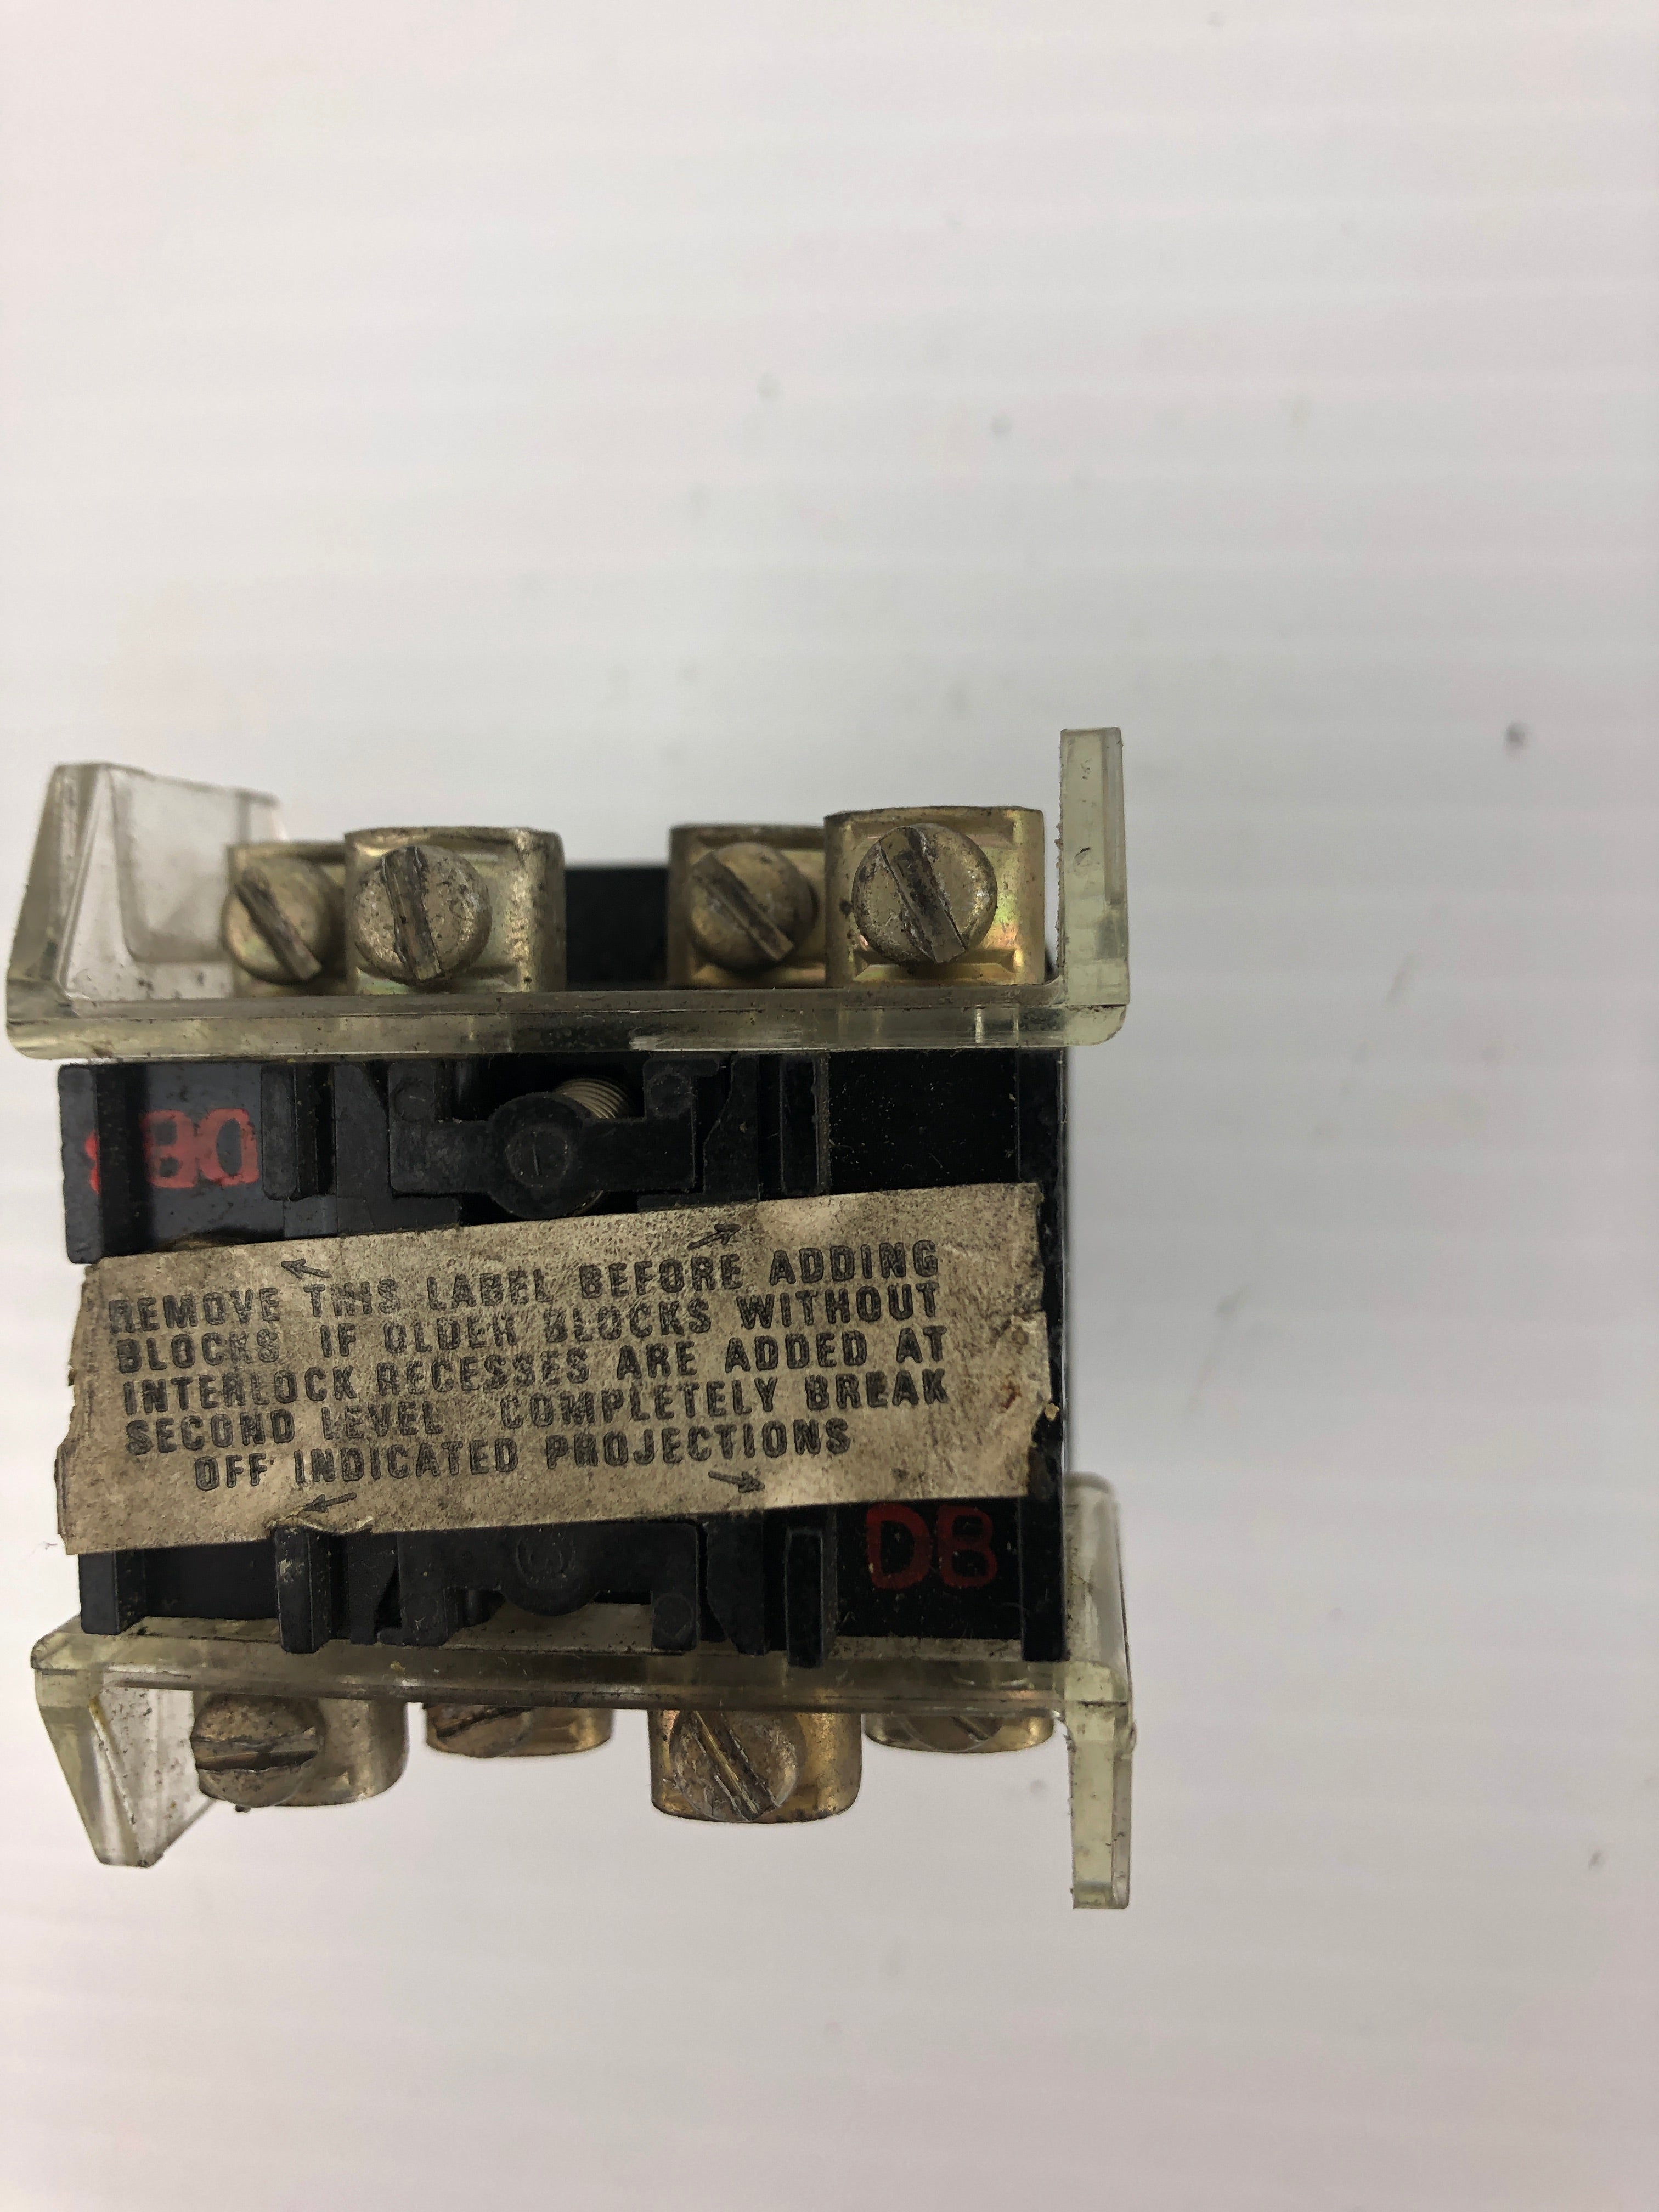 DB
REMOVE THIS LABEL BEFORE ADDING
BLOCKS IF OLDER BLOCKS WITHOUT
INTERLOCK RECESSES ARE ADDED AT
SECOND LEVEL COMPLETELY BREAK
OFF INDICATED PROJECTIONS
DB